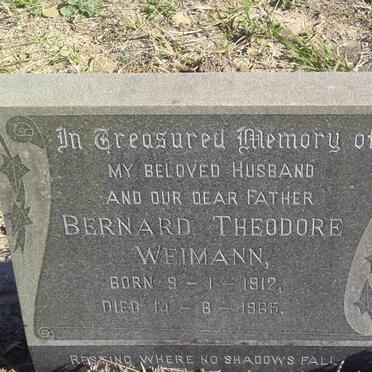 In Treasured Memory of
MY BELOVED HUSBAND
AND OUR DEAR FATHER
BERNARD THEODORE
WEIMANN,
BORN 9-1-1912,
DIED 14-8-1965.
RESTING WHERE NO SHADOWS FALL